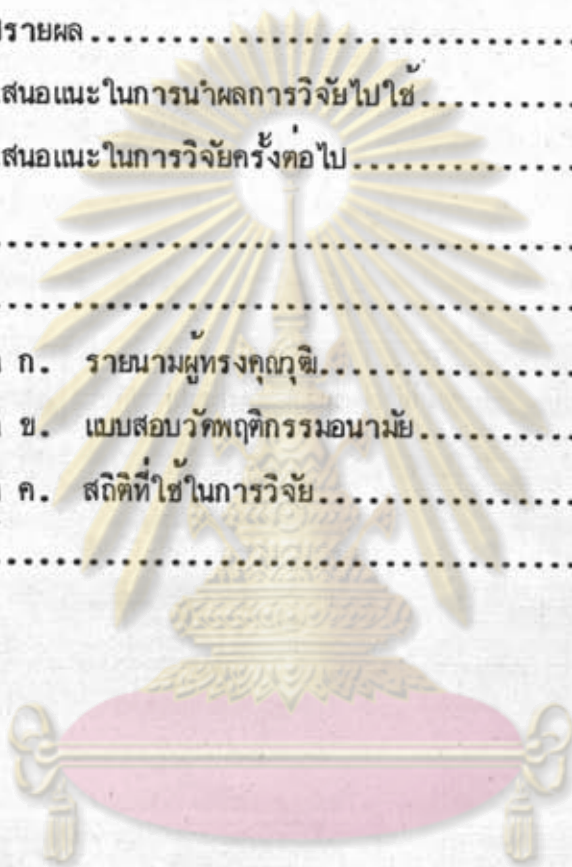 ปรายผล
สนอแนะในการนำผลการวิจัยไปใช้
สนอแนะในการวิจัยครั้งต่อไป
ก. รายนามผู้ทรงคุณวุฒิ
ข. แบบสอบวัดพฤติกรรมอนามัย
ค. สถิติที่ใช้ในการวิจัย